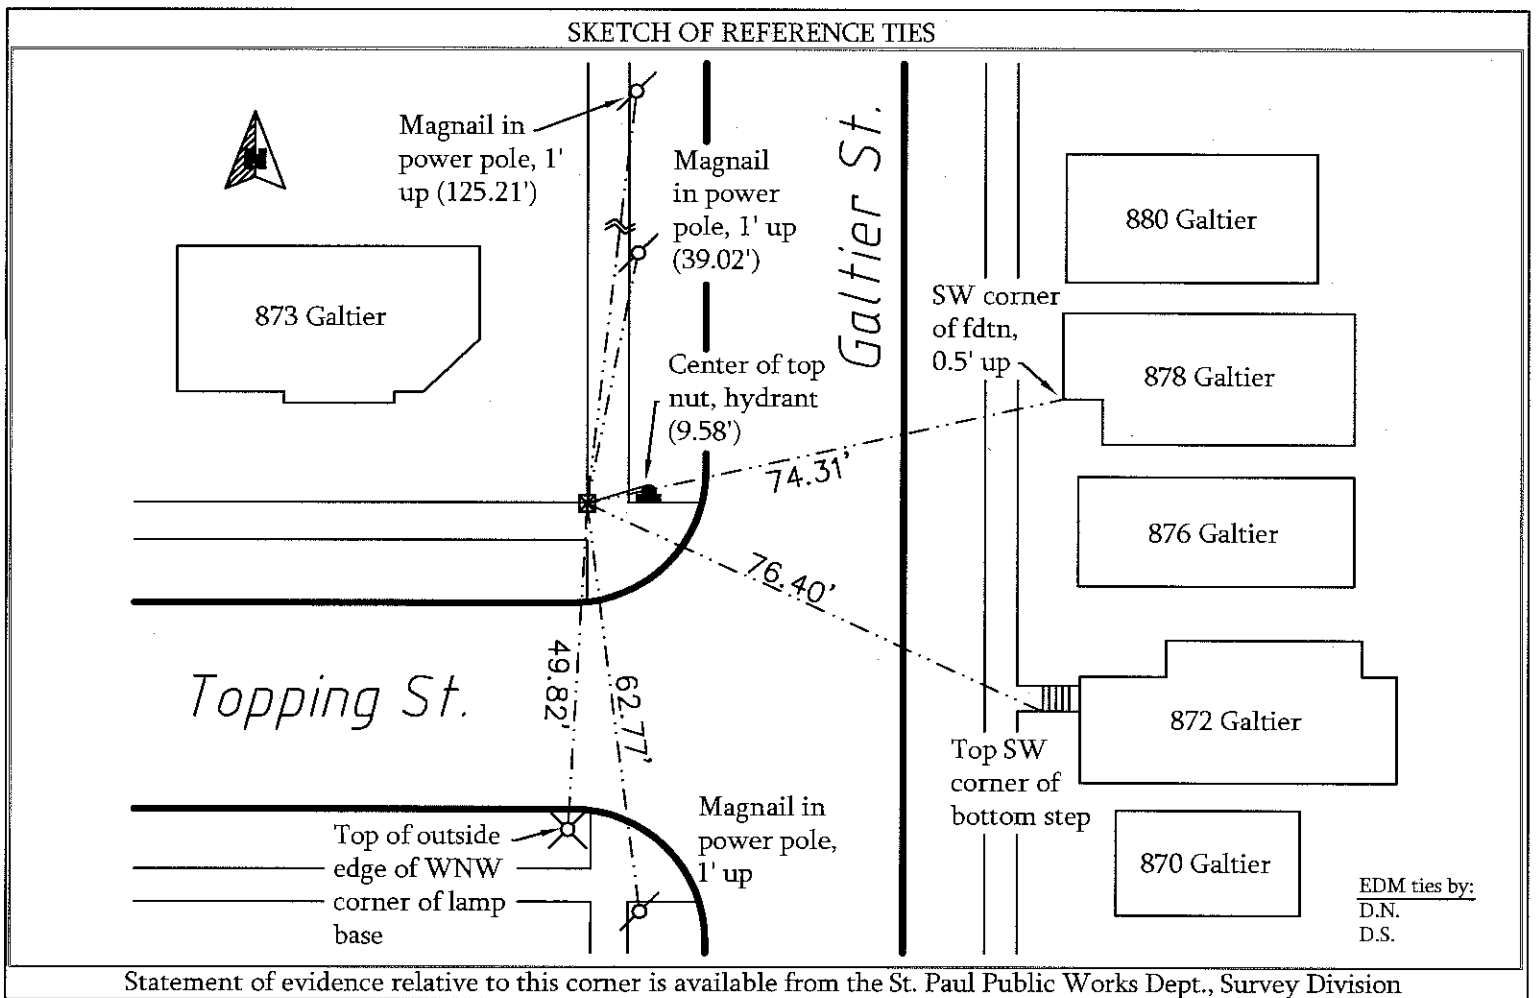 SKETCH OF REFERENCE TIES
Magnail in
power pole, 1'
up (125.21')
N
Magnail
in power
pole, 1' up
(39.02')
Galtier St.
880 Galtier
873 Galtier
SW corner
of fdtn,
0.5' up
878 Galtier
Center of top
nut, hydrant
(9.58')
74.31'
876 Galtier
76.40'
49.82'
62.77'
Topping St.
872 Galtier
Top SW
corner of
bottom step
Magnail in
power pole,
1' up
Top of outside
edge of WNW
corner of lamp
base
870 Galtier
EDM ties by:
D.N.
D.S.
Statement of evidence relative to this corner is available from the St. Paul Public Works Dept., Survey Division